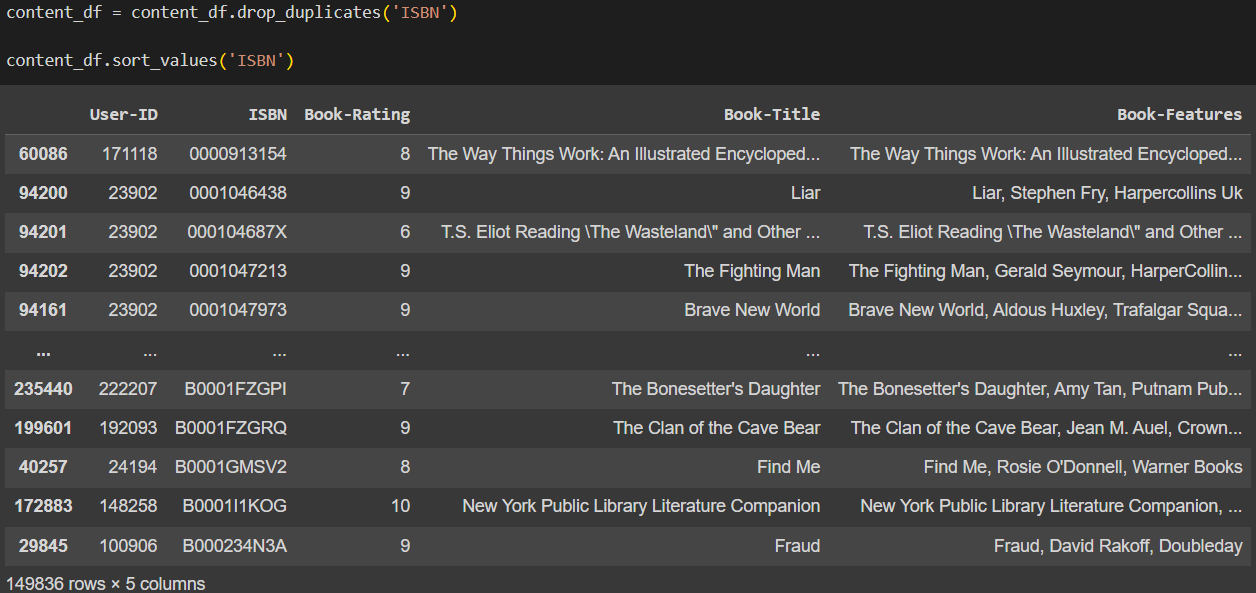 content_df = content_df.drop_duplicates('ISBN')
content_df.sort_values('ISBN')
User-ID ISBN Book-Rating Book-Title Book-Features
60086 171118 0000913154 8 The Way Things Work: An Illustrated Encycloped... The Way Things Work: An Illustrated Encycloped...
94200 23902 0001046438 9 Liar Liar, Stephen Fry, Harpercollins Uk
94201 23902 000104687X 6 T.S. Eliot Reading \The Wasteland\" and Other ... T.S. Eliot Reading \The Wasteland\" and Other ...
94202 23902 0001047213 9 The Fighting Man The Fighting Man, Gerald Seymour, HarperCollin...
94161 23902 0001047973 9 Brave New World Brave New World, Aldous Huxley, Trafalgar Squa...
... ... ... ... ... ...
235440 222207 B0001FZGPI 7 The Bonesetter's Daughter The Bonesetter's Daughter, Amy Tan, Putnam Pub...
199601 192093 B0001FZGRQ 9 The Clan of the Cave Bear The Clan of the Cave Bear, Jean M. Auel, Crown...
40257 24194 B0001GMSV2 8 Find Me Find Me, Rosie O'Donnell, Warner Books
172883 148258 B0001I1KOG 10 New York Public Library Literature Companion New York Public Library Literature Companion, ...
29845 100906 B000234N3A 9 Fraud Fraud, David Rakoff, Doubleday
149836 rows × 5 columns